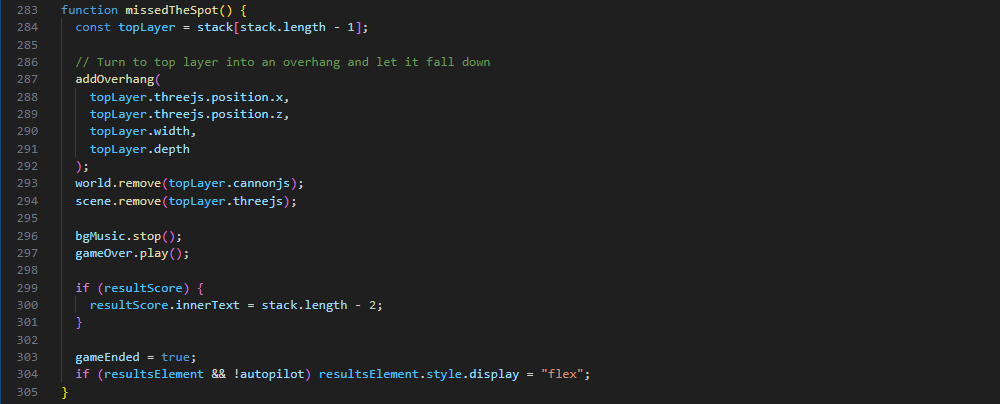 283 function missedTheSpot() {
284   const topLayer = stack[stack.length - 1];
285
286   // Turn to top layer into an overhang and let it fall down
287   addOverhang(
288     topLayer.threejs.position.x,
289     topLayer.threejs.position.z,
290     topLayer.width,
291     topLayer.depth
292   );
293   world.remove(topLayer.cannonjs);
294   scene.remove(topLayer.threejs);
295
296   bgMusic.stop();
297   gameOver.play();
298
299   if (resultScore) {
300     resultScore.innerText = stack.length - 2;
301   }
302
303   gameEnded = true;
304   if (resultsElement && !autopilot) resultsElement.style.display = "flex";
305 }